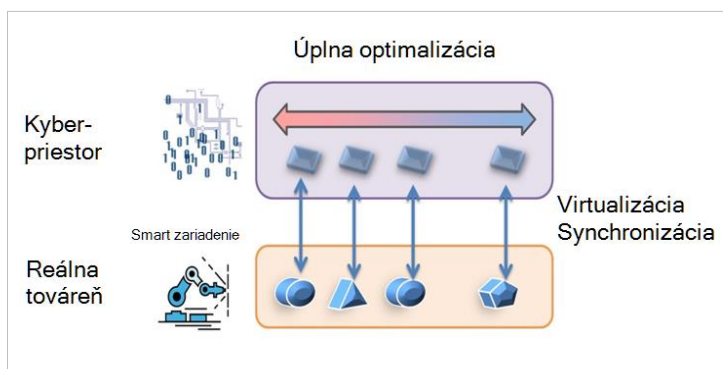 Úplna optimalizácia
Kyber-
priestor
Virtualizácia
Synchronizácia
Smart zariadenie
Reálna
továreň